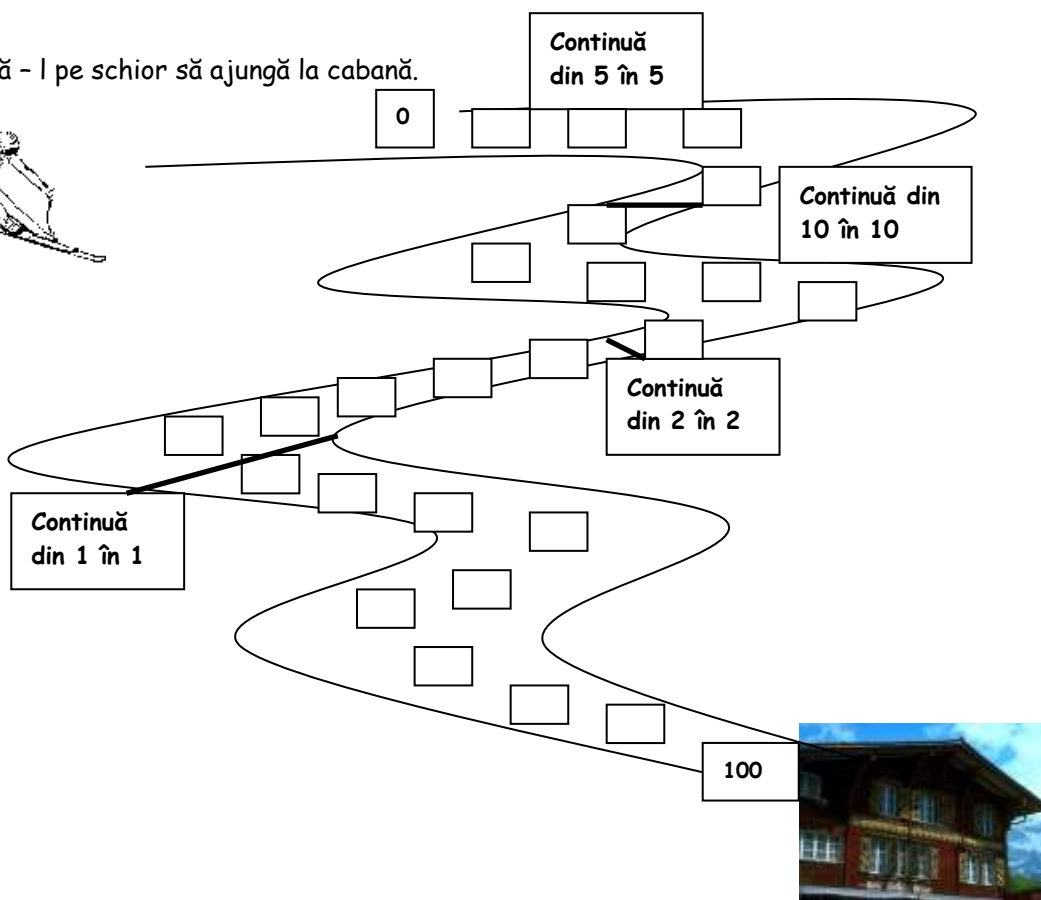 Continuă
din 5 în 5
ă – l pe schior să ajungă la cabană.
0
Continuă din
10 în 10
Continuă
din 2 în 2
Continuă
din 1 în 1
100